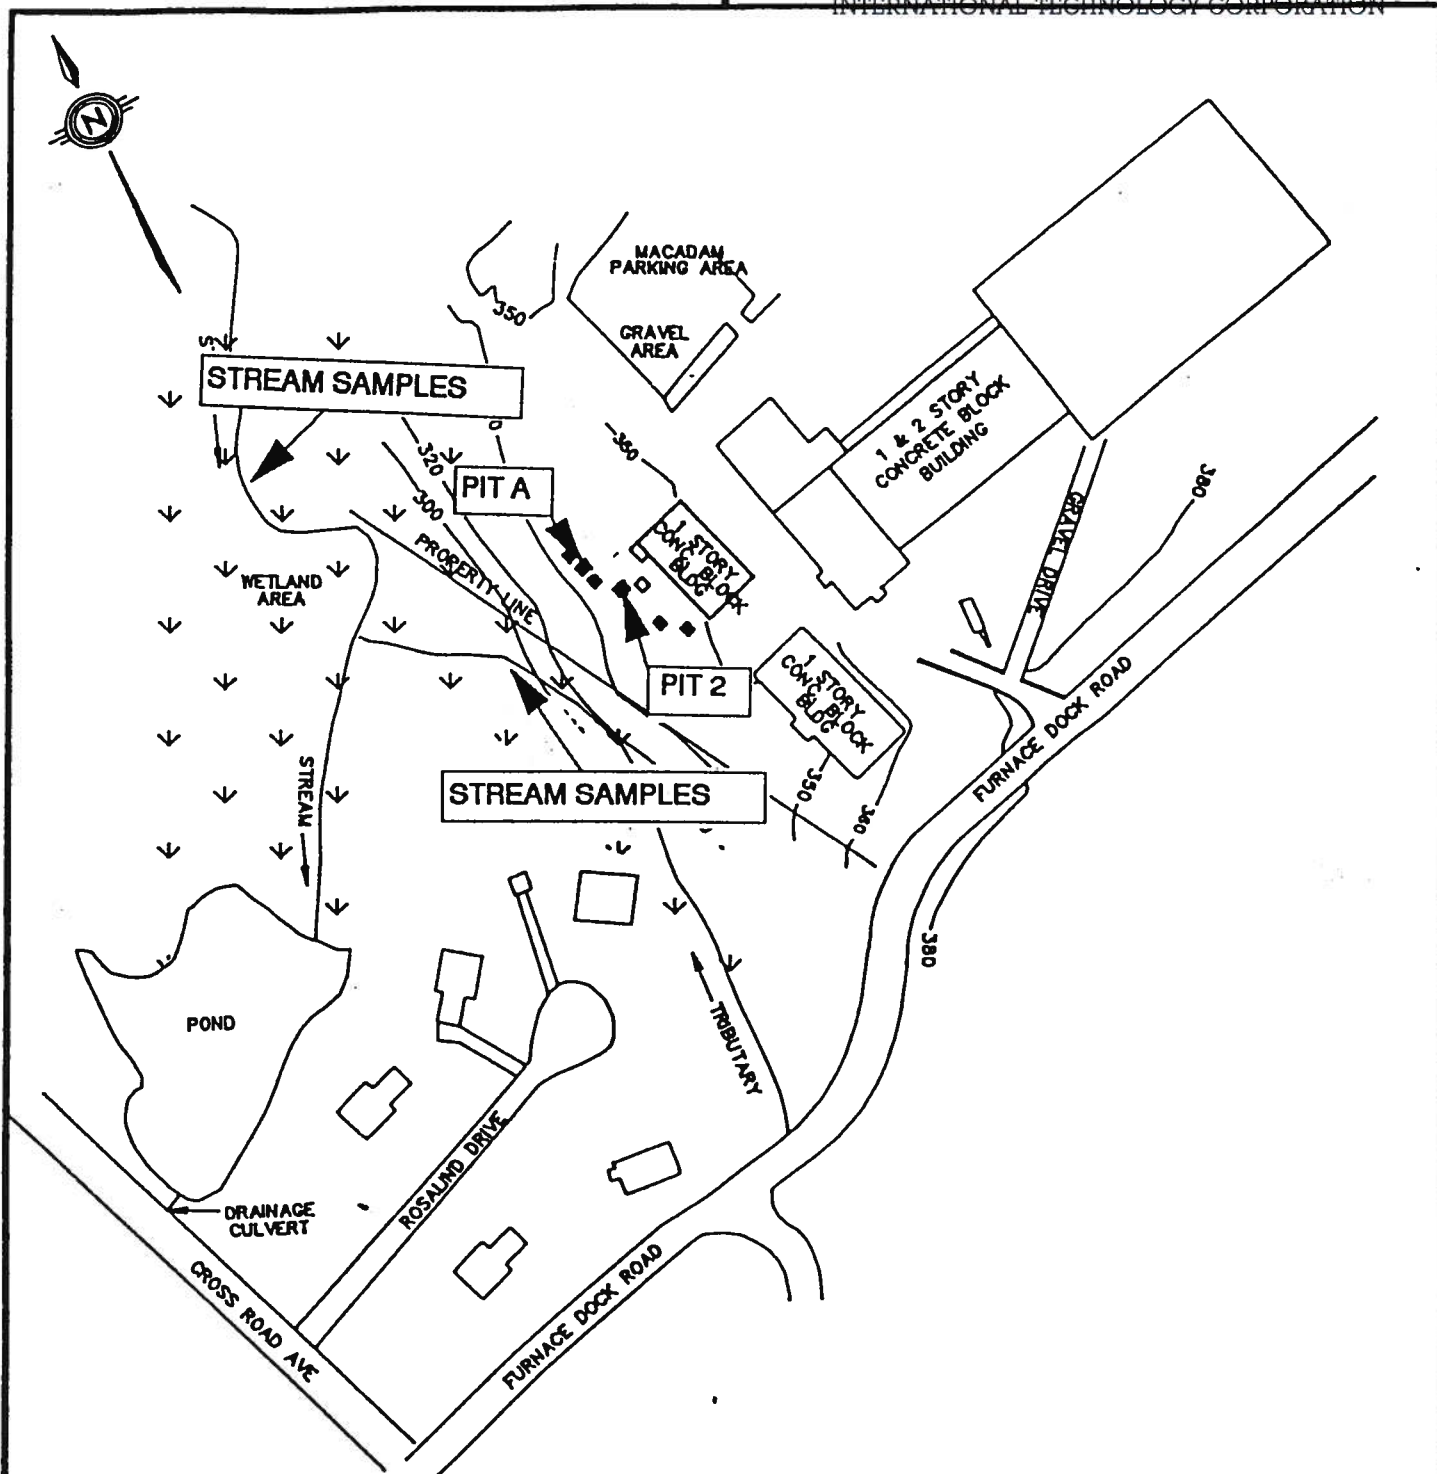 INTERNATIONAL TECHNOLOGY CORPORATION
N
MACADAM
PARKING AREA
350
GRAVEL
AREA
S.
STREAM SAMPLES
1 & 2 STORY
CONCRETE BLOCK
BUILDING
360
320
380
PIT A
300
GRAVEL DRIVE
PROPERTY LINE
1 STORY
CONC. BLOCK
BLDG
WETLAND
AREA
PIT 2
1 STORY
CONC. BLOCK
BLDG
FURNACE DOCK ROAD
STREAM
STREAM SAMPLES
350
360
380
POND
TRIBUTARY
ROSALIND DRIVE
DRAINAGE
CULVERT
CROSS ROAD AVE
FURNACE DOCK ROAD